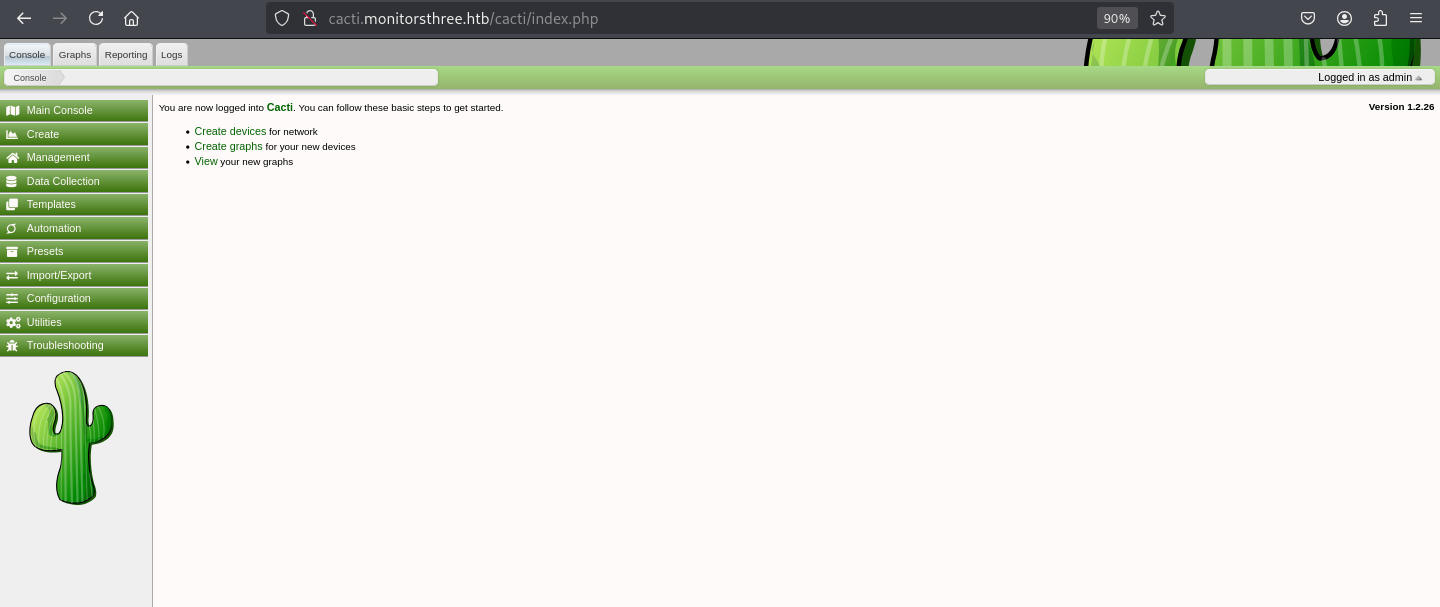 cacti.monitorsthree.htb/cacti/index.php 90%
Console Graphs Reporting Logs
Console Logged in as admin
Main Console
Create
Management
Data Collection
Templates
Automation
Presets
Import/Export
Configuration
Utilities
Troubleshooting
You are now logged into Cacti. You can follow these basic steps to get started. Version 1.2.26
• Create devices for network
• Create graphs for your new devices
• View your new graphs